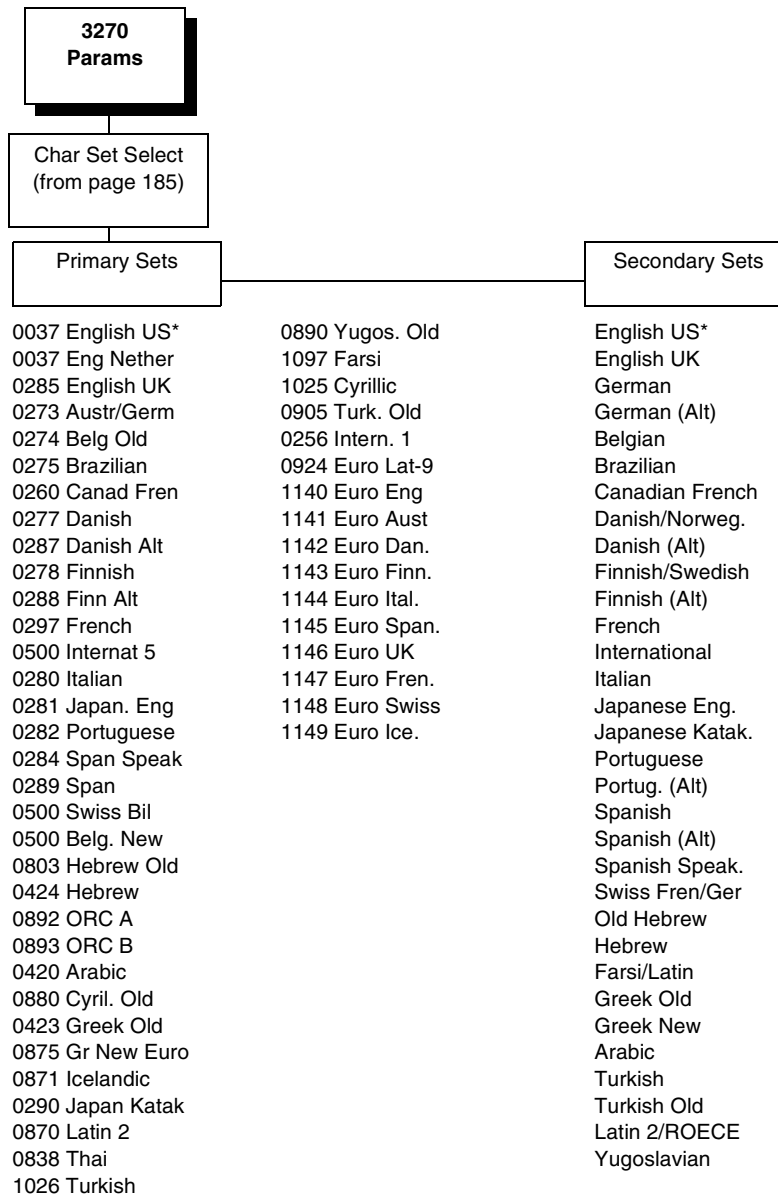 3270
Params
Char Set Select
(from page 185)
Primary Sets
Secondary Sets
0037 English US*
0037 Eng Nether
0285 English UK
0273 Austr/Germ
0274 Belg Old
0275 Brazilian
0260 Canad Fren
0277 Danish
0287 Danish Alt
0278 Finnish
0288 Finn Alt
0297 French
0500 Internat 5
0280 Italian
0281 Japan. Eng
0282 Portuguese
0284 Span Speak
0289 Span
0500 Swiss Bil
0500 Belg. New
0803 Hebrew Old
0424 Hebrew
0892 ORC A
0893 ORC B
0420 Arabic
0880 Cyril. Old
0423 Greek Old
0875 Gr New Euro
0871 Icelandic
0290 Japan Katak
0870 Latin 2
0838 Thai
1026 Turkish
0890 Yugos. Old
1097 Farsi
1025 Cyrillic
0905 Turk. Old
0256 Intern. 1
0924 Euro Lat-9
1140 Euro Eng
1141 Euro Aust
1142 Euro Dan.
1143 Euro Finn.
1144 Euro Ital.
1145 Euro Span.
1146 Euro UK
1147 Euro Fren.
1148 Euro Swiss
1149 Euro Ice.
English US*
English UK
German
German (Alt)
Belgian
Brazilian
Canadian French
Danish/Norweg.
Danish (Alt)
Finnish/Swedish
Finnish (Alt)
French
International
Italian
Japanese Eng.
Japanese Katak.
Portuguese
Portug. (Alt)
Spanish
Spanish (Alt)
Spanish Speak.
Swiss Fren/Ger
Old Hebrew
Hebrew
Farsi/Latin
Greek Old
Greek New
Arabic
Turkish
Turkish Old
Latin 2/ROECE
Yugoslavian